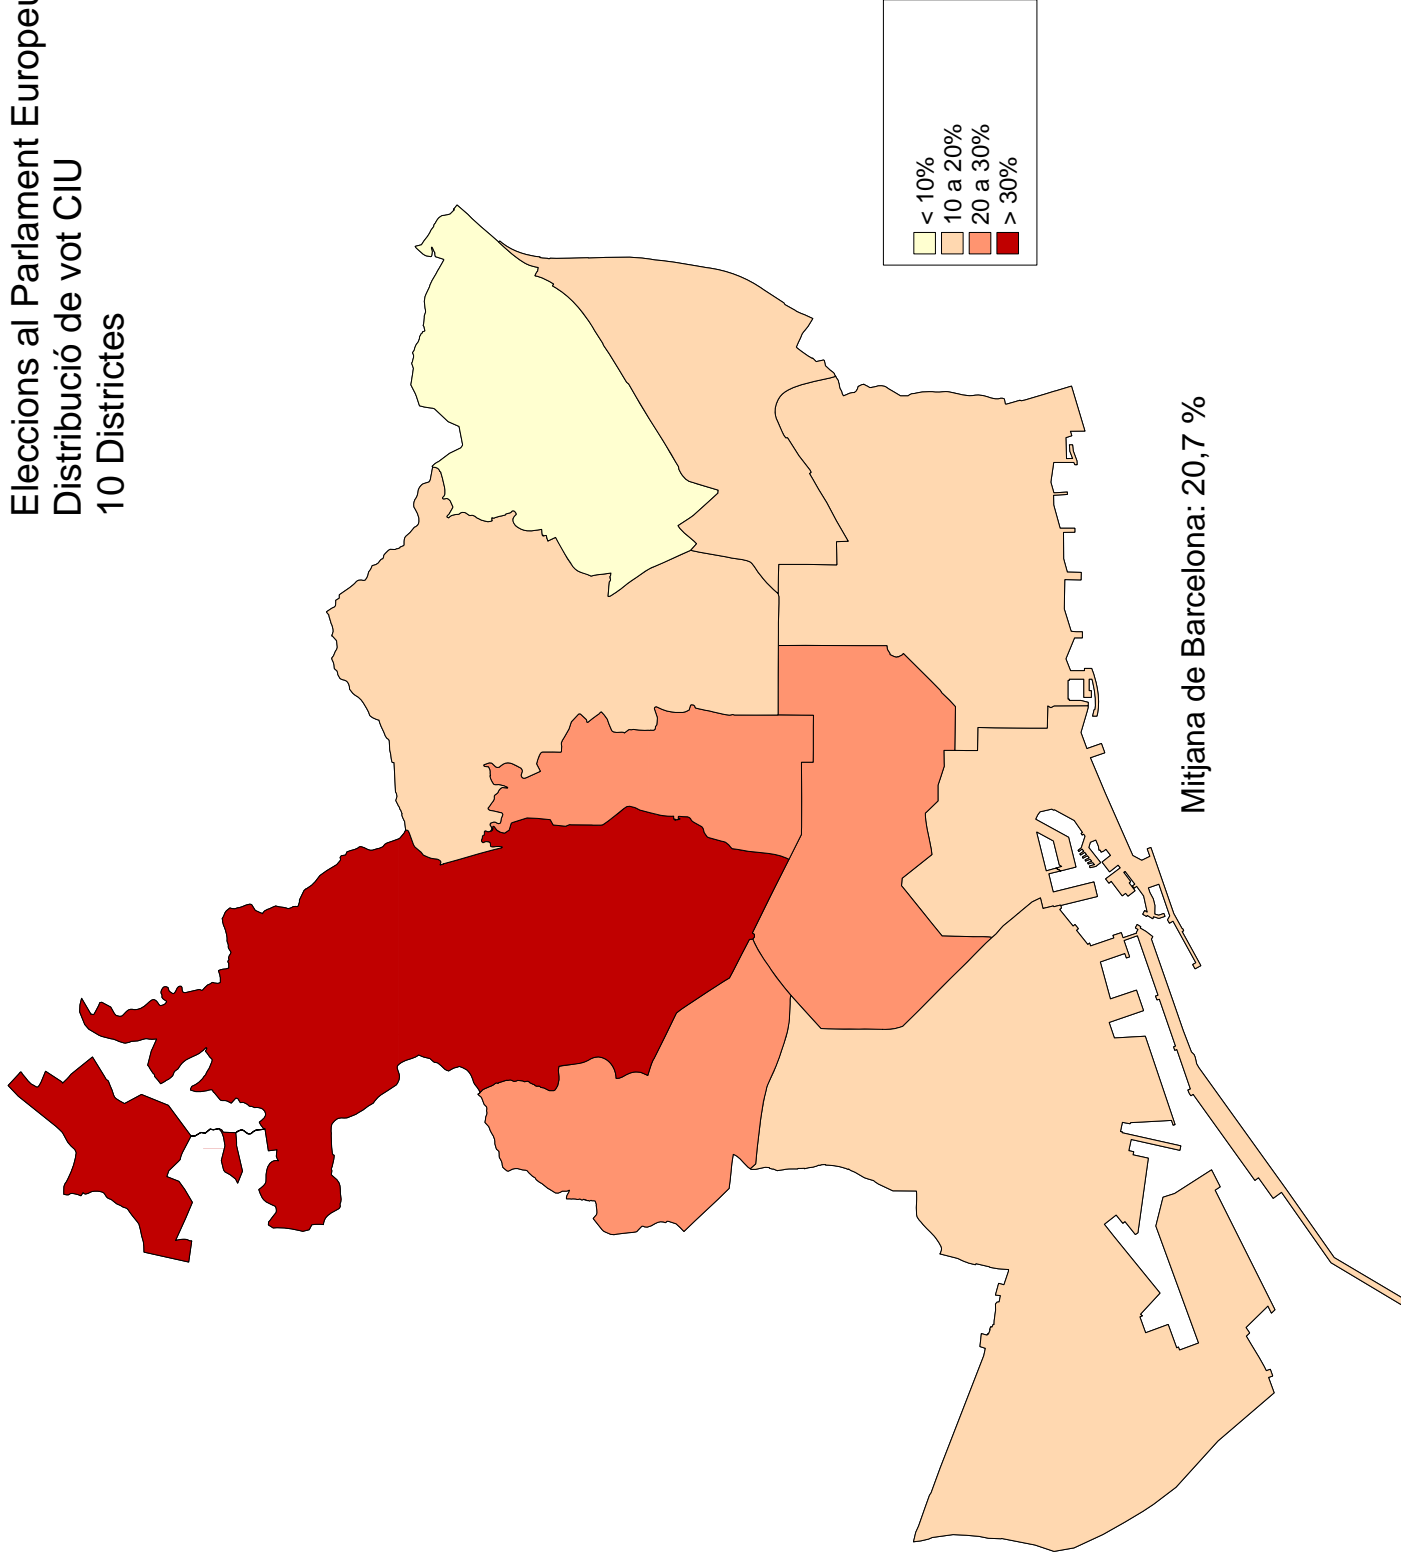 Eleccions al Parlament Europeu
Distribució de vot CIU
10 Districtes
< 10%
10 a 20%
20 a 30%
> 30%
Mitjana de Barcelona: 20,7 %